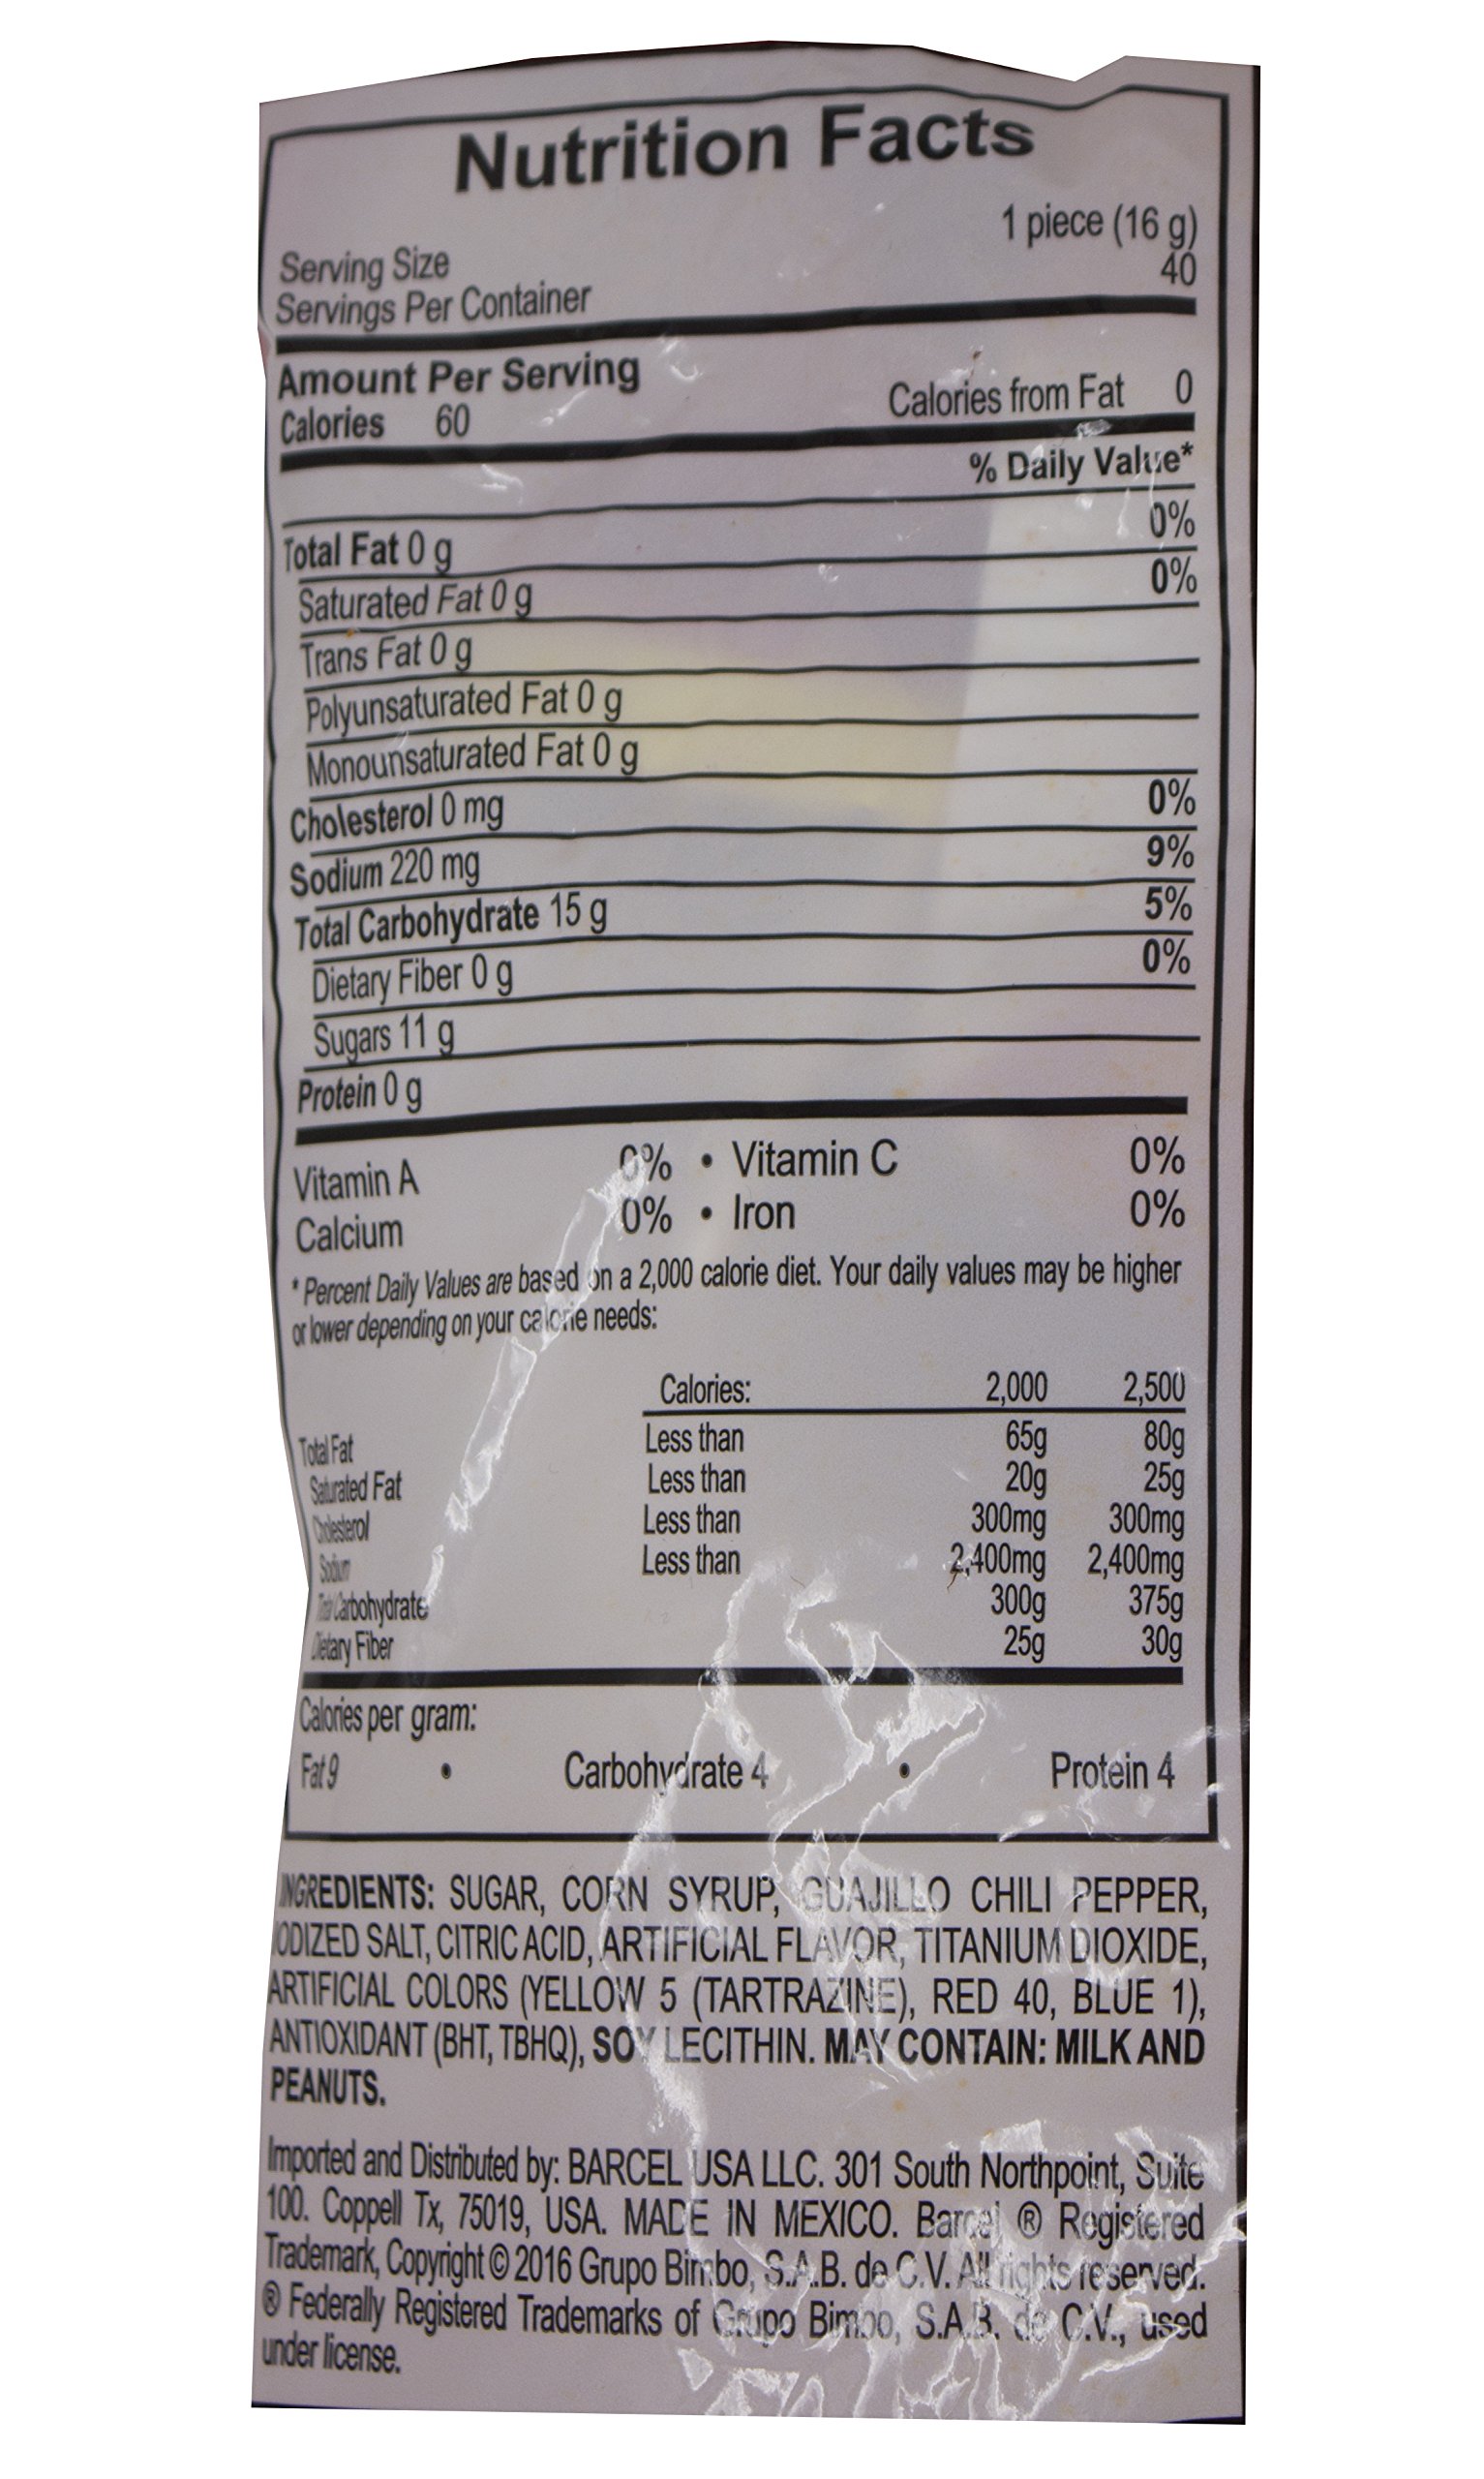 Nutrition Facts
Serving Size 1 piece (16 g)
Servings Per Container 40
Amount Per Serving
Calories 60 Calories from Fat 0
% Daily Value*
Total Fat 0 g 0%
Saturated Fat 0 g 0%
Trans Fat 0 g
Polyunsaturated Fat 0 g
Monounsaturated Fat 0 g
Cholesterol 0 mg 0%
Sodium 220 mg 9%
Total Carbohydrate 15 g 5%
Dietary Fiber 0 g 0%
Sugars 11 g
Protein 0 g
Vitamin A 0% • Vitamin C 0%
Calcium 0% • Iron 0%
* Percent Daily Values are based on a 2,000 calorie diet. Your daily values may be higher
or lower depending on your calorie needs:
Calories: 2,000 2,500
Total Fat Less than 65g 80g
Saturated Fat Less than 20g 25g
Cholesterol Less than 300mg 300mg
Sodium Less than 2,400mg 2,400mg
Total Carbohydrate 300g 375g
Dietary Fiber 25g 30g
Calories per gram:
Fat 9 • Carbohydrate 4 • Protein 4
INGREDIENTS: SUGAR, CORN SYRUP, GUAJILLO CHILI PEPPER,
IODIZED SALT, CITRIC ACID, ARTIFICIAL FLAVOR, TITANIUM DIOXIDE,
ARTIFICIAL COLORS (YELLOW 5 (TARTRAZINE), RED 40, BLUE 1),
ANTIOXIDANT (BHT, TBHQ), SOY LECITHIN. MAY CONTAIN: MILK AND
PEANUTS.
Imported and Distributed by: BARCEL USA LLC. 301 South Northpoint, Suite
100. Coppell Tx, 75019, USA. MADE IN MEXICO. Barcel ® Registered
Trademark, Copyright © 2016 Grupo Bimbo, S.A.B. de C.V. All rights reserved.
® Federally Registered Trademarks of Grupo Bimbo, S.A.B. de C.V., used
under license.